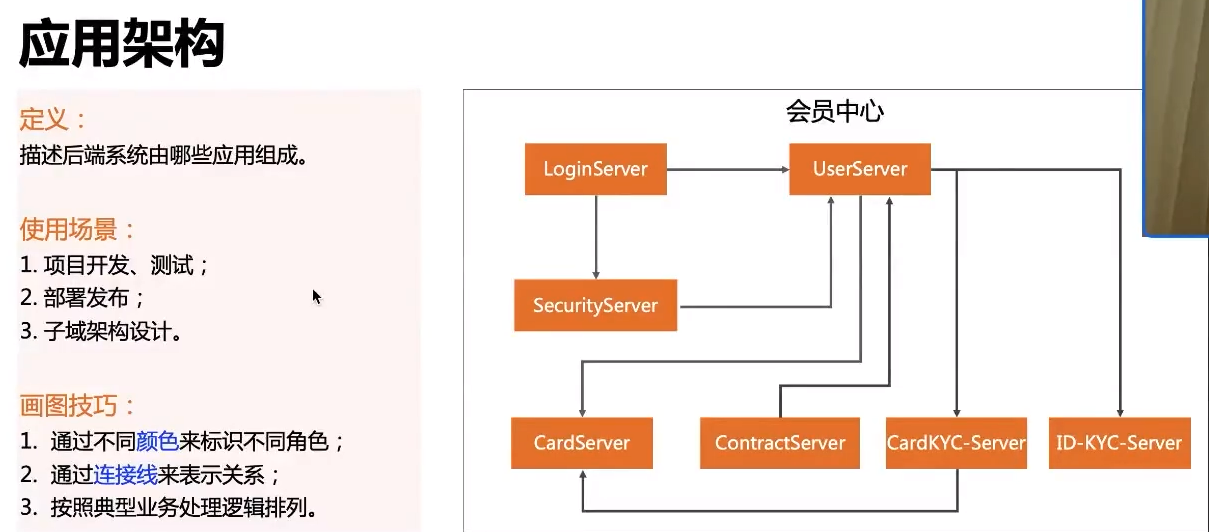 应用架构
定义：
描述后端系统由哪些应用组成。
使用场景：
1. 项目开发、测试；
2. 部署发布；
3. 子域架构设计。
画图技巧：
1. 通过不同颜色来标识不同角色；
2. 通过连接线来表示关系；
3. 按照典型业务处理逻辑排列。
会员中心
LoginServer
UserServer
SecurityServer
CardServer
ContractServer
CardKYC-Server
ID-KYC-Server